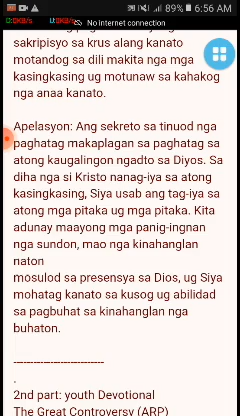 0:0KB/s U:0KB/s No internet connection 89% 6:56 AM
sakripisyo sa krus alang kanato
motandog sa dili makita nga mga
kasingkasing ug motunaw sa kahakog
nga anaa kanato.
Apelasyon: Ang sekreto sa tinuod nga
paghatag makaplagan sa paghatag sa
atong kaugalingon ngadto sa Diyos. Sa
diha nga si Kristo nanag-iya sa atong
kasingkasing, Siya usab ang tag-iya sa
atong mga pitaka ug mga pitaka. Kita
adunay maayong mga panig-ingnan
nga sundon, mao nga kinahanglan
naton
mosulod sa presensya sa Dios, ug Siya
mohatag kanato sa kusog ug abilidad
sa pagbuhat sa kinahanglan nga
buhaton.
---------------------------
.
2nd part: youth Devotional
The Great Controversy (ARP)